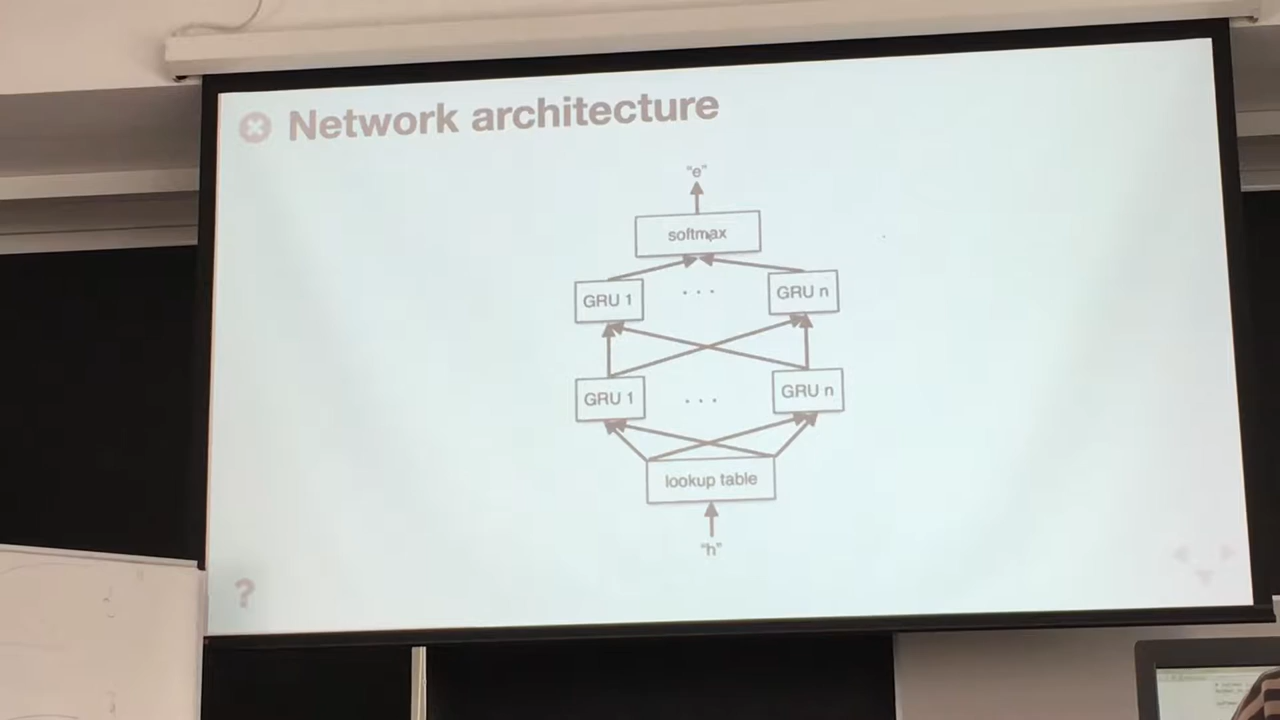 Network architecture
"e"
softmax
GRU 1
. . .
GRU n
GRU 1
. . .
GRU n
lookup table
"h"
?